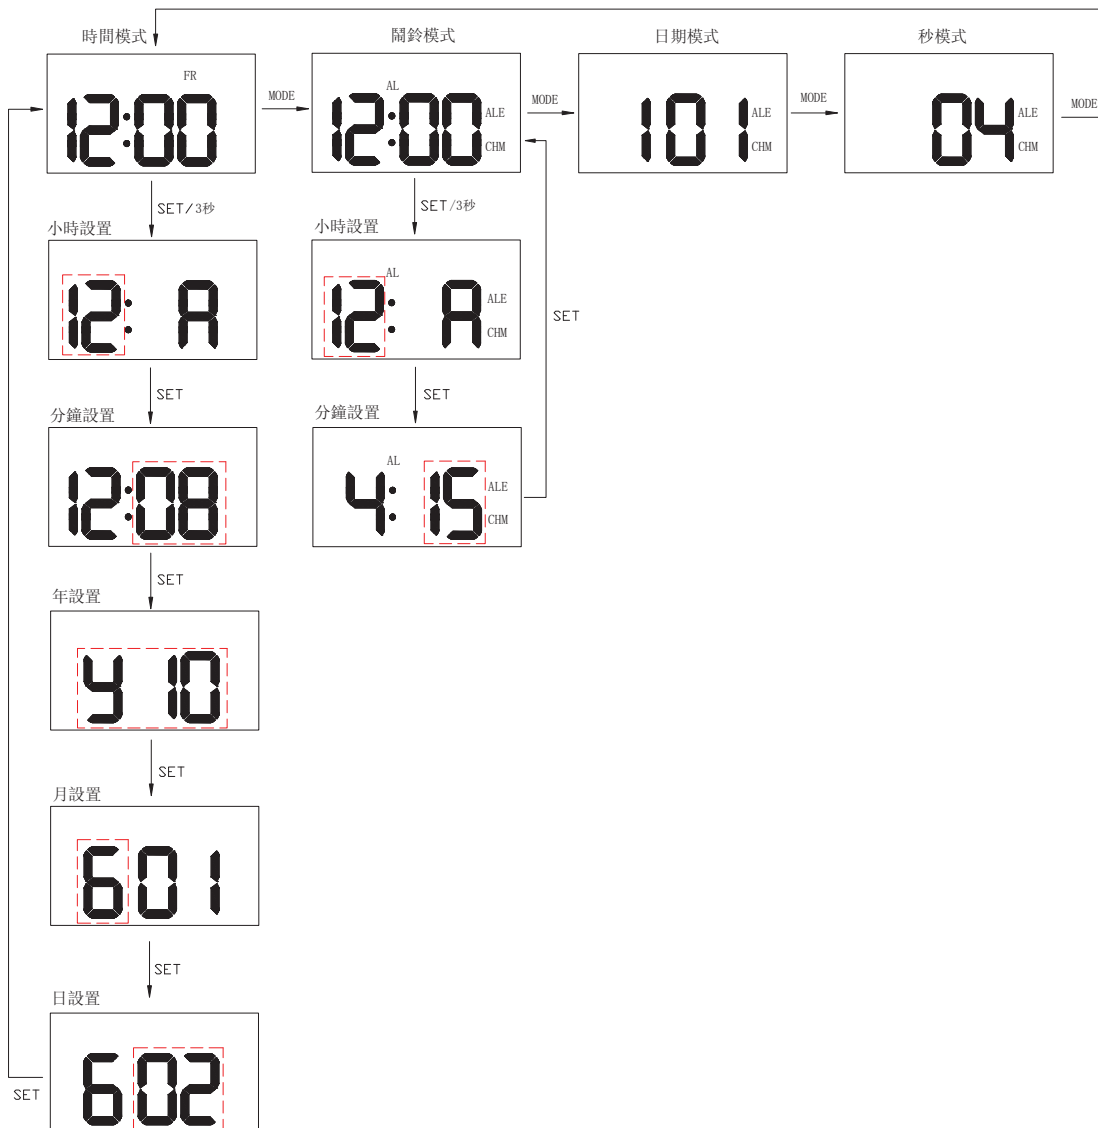 時間模式
鬧鈴模式
日期模式
秒模式
FR
12:00
MODE
AL
12:00
ALE
CHM
MODE
101
ALE
CHM
MODE
04
ALE
CHM
MODE
SET/3秒
SET/3秒
小時設置
12: A
小時設置
AL
12: A
ALE
CHM
SET
SET
SET
分鐘設置
12:08
分鐘設置
AL
4:15
ALE
CHM
SET
年設置
y 10
SET
月設置
601
SET
日設置
602
SET